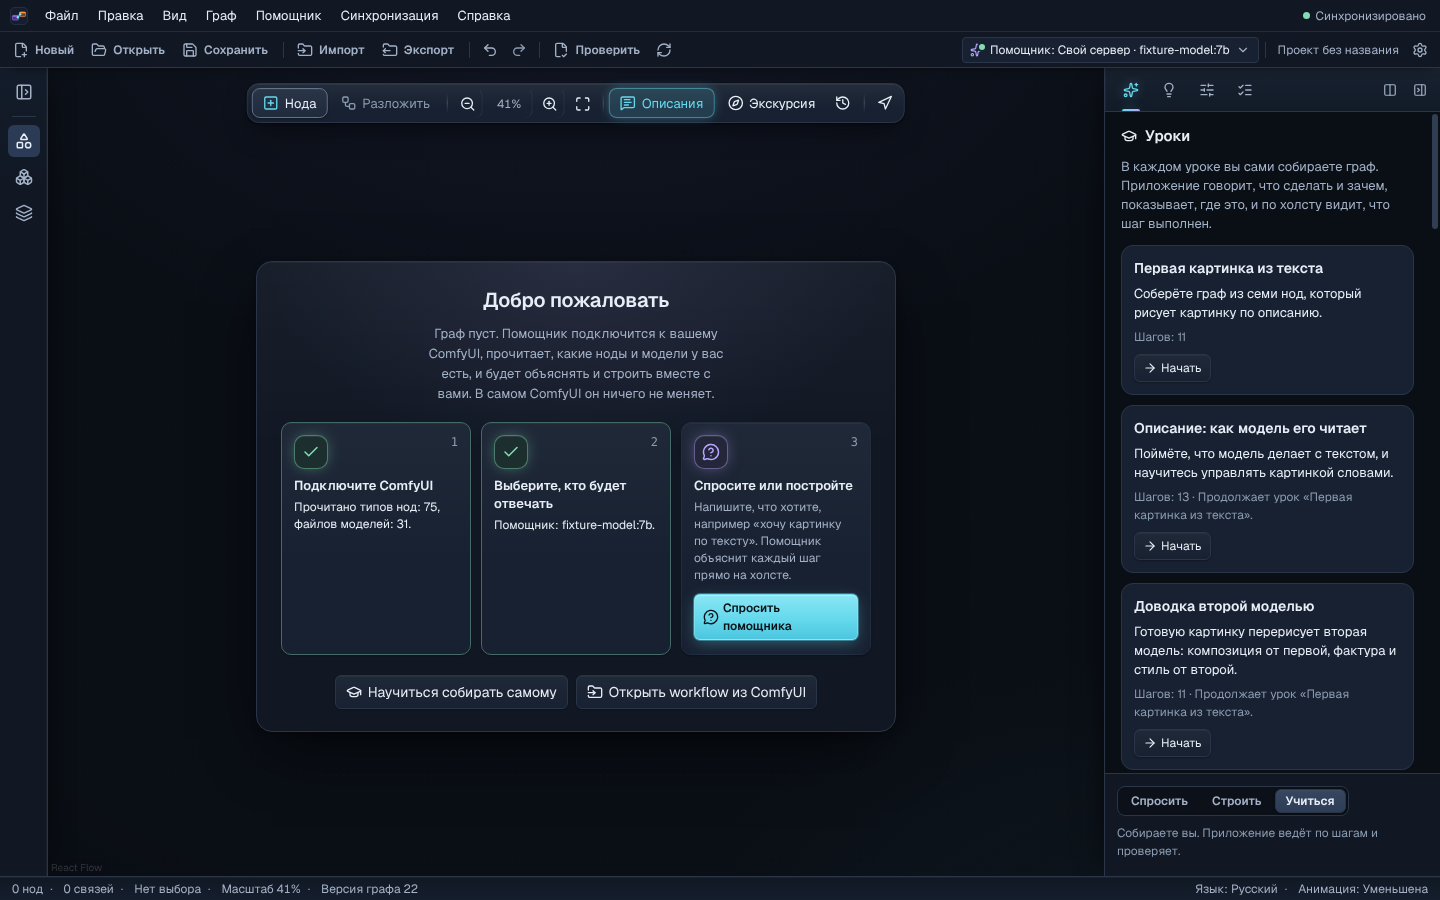 Файл Правка Вид Граф Помощник Синхронизация Справка
Синхронизировано
Новый Открыть Сохранить Импорт Экспорт Проверить
Помощник: Свой сервер · fixture-model:7b
Проект без названия
Нода Разложить 41% Описания Экскурсия
Добро пожаловать
Граф пуст. Помощник подключится к вашему
ComfyUI, прочитает, какие ноды и модели у вас
есть, и будет объяснять и строить вместе с
вами. В самом ComfyUI он ничего не меняет.
1
Подключите ComfyUI
Прочитано типов нод: 75,
файлов моделей: 31.
2
Выберите, кто будет
отвечать
Помощник: fixture-model:7b.
3
Спросите или постройте
Напишите, что хотите,
например «хочу картинку
по тексту». Помощник
объяснит каждый шаг
прямо на холсте.
Спросить
помощника
Научиться собирать самому
Открыть workflow из ComfyUI
React Flow
Уроки
В каждом уроке вы сами собираете граф.
Приложение говорит, что сделать и зачем,
показывает, где это, и по холсту видит, что
шаг выполнен.
Первая картинка из текста
Соберёте граф из семи нод, который
рисует картинку по описанию.
Шагов: 11
Начать
Описание: как модель его читает
Поймёте, что модель делает с текстом, и
научитесь управлять картинкой словами.
Шагов: 13 · Продолжает урок «Первая
картинка из текста».
Начать
Доводка второй моделью
Готовую картинку перерисует вторая
модель: композиция от первой, фактура и
стиль от второй.
Шагов: 11 · Продолжает урок «Первая
картинка из текста».
Начать
Спросить Строить Учиться
Собираете вы. Приложение ведёт по шагам и
проверяет.
0 нод · 0 связей · Нет выбора · Масштаб 41% · Версия графа 22
Язык: Русский · Анимация: Уменьшена